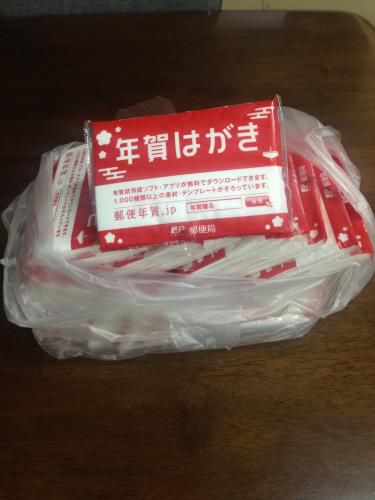 年賀はがき
年賀状作成ソフト・アプリが無料でダウンロードできます。
1,000種類以上の素材・テンプレートがそろっています。
郵便年賀.jp
年賀贈る
検索
郵便局